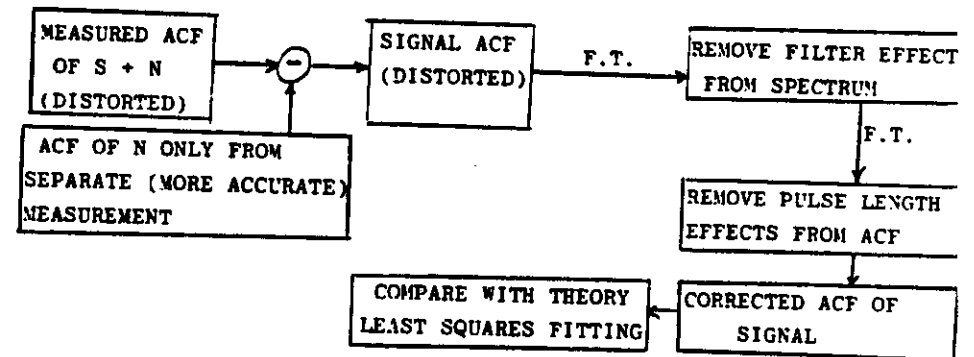 MEASURED ACF
OF S + N
(DISTORTED)
-
ACF OF N ONLY FROM
SEPARATE (MORE ACCURATE)
MEASUREMENT
SIGNAL ACF
(DISTORTED)
F.T.
REMOVE FILTER EFFECT
FROM SPECTRUM
F.T.
REMOVE PULSE LENGTH
EFFECTS FROM ACF
CORRECTED ACF OF
SIGNAL
COMPARE WITH THEORY
LEAST SQUARES FITTING